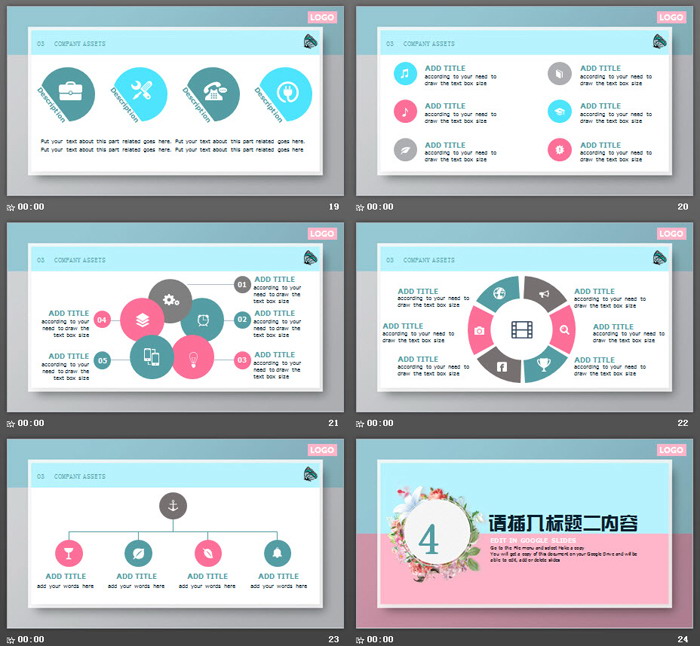 LOGO
03 COMPANY ASSETS
Description
Description
Description
Description
Put your text about this part related goes here. Put your text about this part related goes here.
Put your text about this part related goes here. Put your text about this part related goes here.
00:00
19
LOGO
03 COMPANY ASSETS
ADD TITLE
according to your need to
draw the text box size
ADD TITLE
according to your need to
draw the text box size
ADD TITLE
according to your need to
draw the text box size
ADD TITLE
according to your need to
draw the text box size
ADD TITLE
according to your need to
draw the text box size
ADD TITLE
according to your need to
draw the text box size
00:00
20
LOGO
03 COMPANY ASSETS
01
ADD TITLE
according to your
need to draw the
text box size
04
ADD TITLE
according to your
need to draw the
text box size
02
ADD TITLE
according to your
need to draw the
text box size
05
ADD TITLE
according to your
need to draw the
text box size
03
ADD TITLE
according to your
need to draw the
text box size
00:00
21
LOGO
03 COMPANY ASSETS
ADD TITLE
according to your need to
draw the text box size
ADD TITLE
according to your need to
draw the text box size
ADD TITLE
according to your need to
draw the text box size
ADD TITLE
according to your need to
draw the text box size
ADD TITLE
according to your need to
draw the text box size
ADD TITLE
according to your need to
draw the text box size
00:00
22
LOGO
03 COMPANY ASSETS
ADD TITLE
add your words here
ADD TITLE
add your words here
ADD TITLE
add your words here
ADD TITLE
add your words here
00:00
23
LOGO
4
请插入标题二内容
EDIT IN GOOGLE SLIDES
Go to the File menu and select Make a copy
You will get a copy of this document on your Google Drive and will be
able to edit, add or delete slides
00:00
24